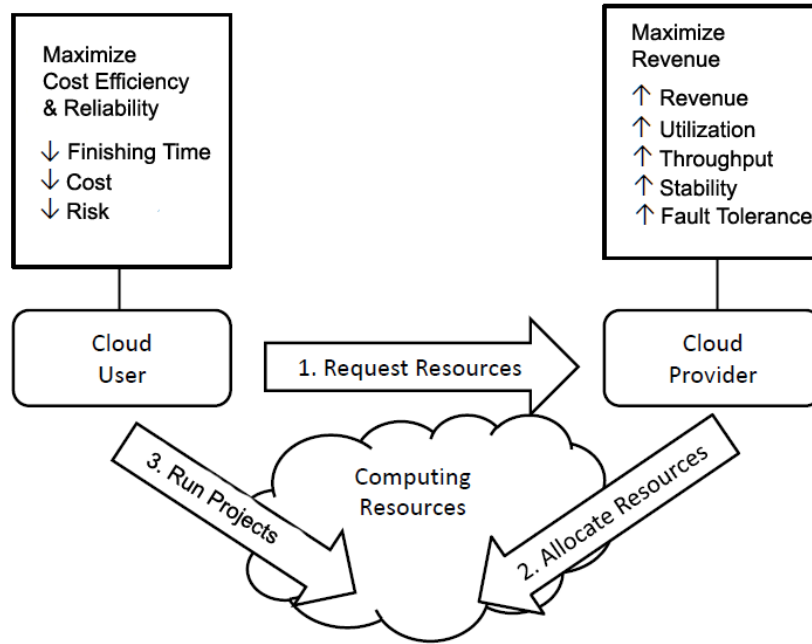 Maximize
Cost Efficiency
& Reliability
↓ Finishing Time
↓ Cost
↓ Risk
Maximize
Revenue
↑ Revenue
↑ Utilization
↑ Throughput
↑ Stability
↑ Fault Tolerance
Cloud
User
1. Request Resources
Cloud
Provider
Computing
Resources
3. Run Projects
2. Allocate Resources